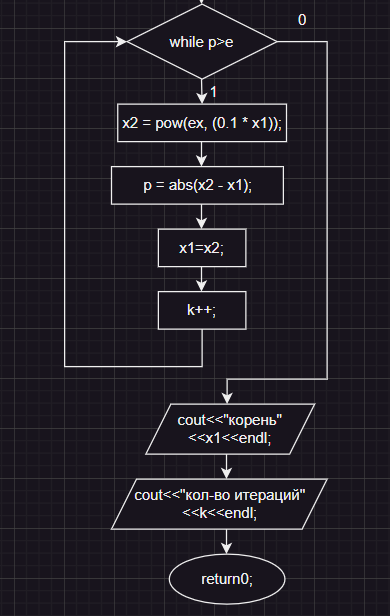 0
while p>e
1
x2 = pow(ex, (0.1 * x1));
p = abs(x2 - x1);
x1=x2;
k++;
cout<<"корень"
<<x1<<endl;
cout<<"кол-во итераций"
<<k<<endl;
return0;